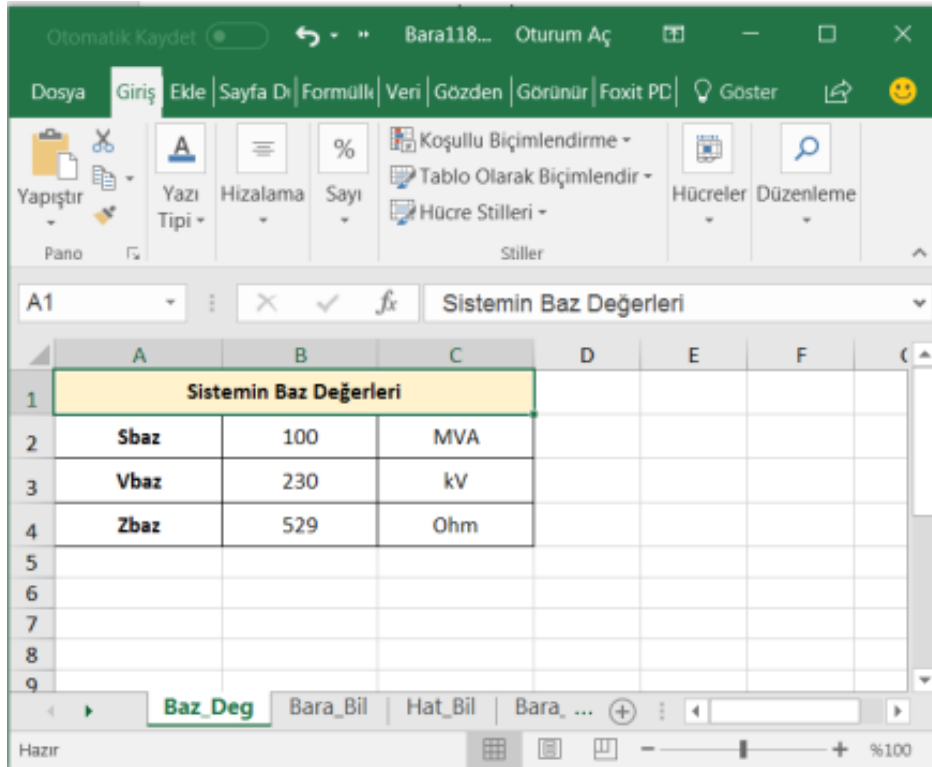 Otomatik Kaydet Bara118... Oturum Aç
Dosya Giriş Ekle Sayfa Dı Formülle Veri Gözden Görünür Foxit PD Göster
Yapıştır
Yazı Tipi
Hizalama
Sayı
Koşullu Biçimlendirme
Tablo Olarak Biçimlendir
Hücre Stilleri
Hücreler
Düzenleme
Pano Stiller
A1 fx Sistemin Baz Değerleri
A B C D E F
1 Sistemin Baz Değerleri
2 Sbaz 100 MVA
3 Vbaz 230 kV
4 Zbaz 529 Ohm
5
6
7
8
9
Baz_Deg Bara_Bil Hat_Bil Bara_ ...
Hazır %100